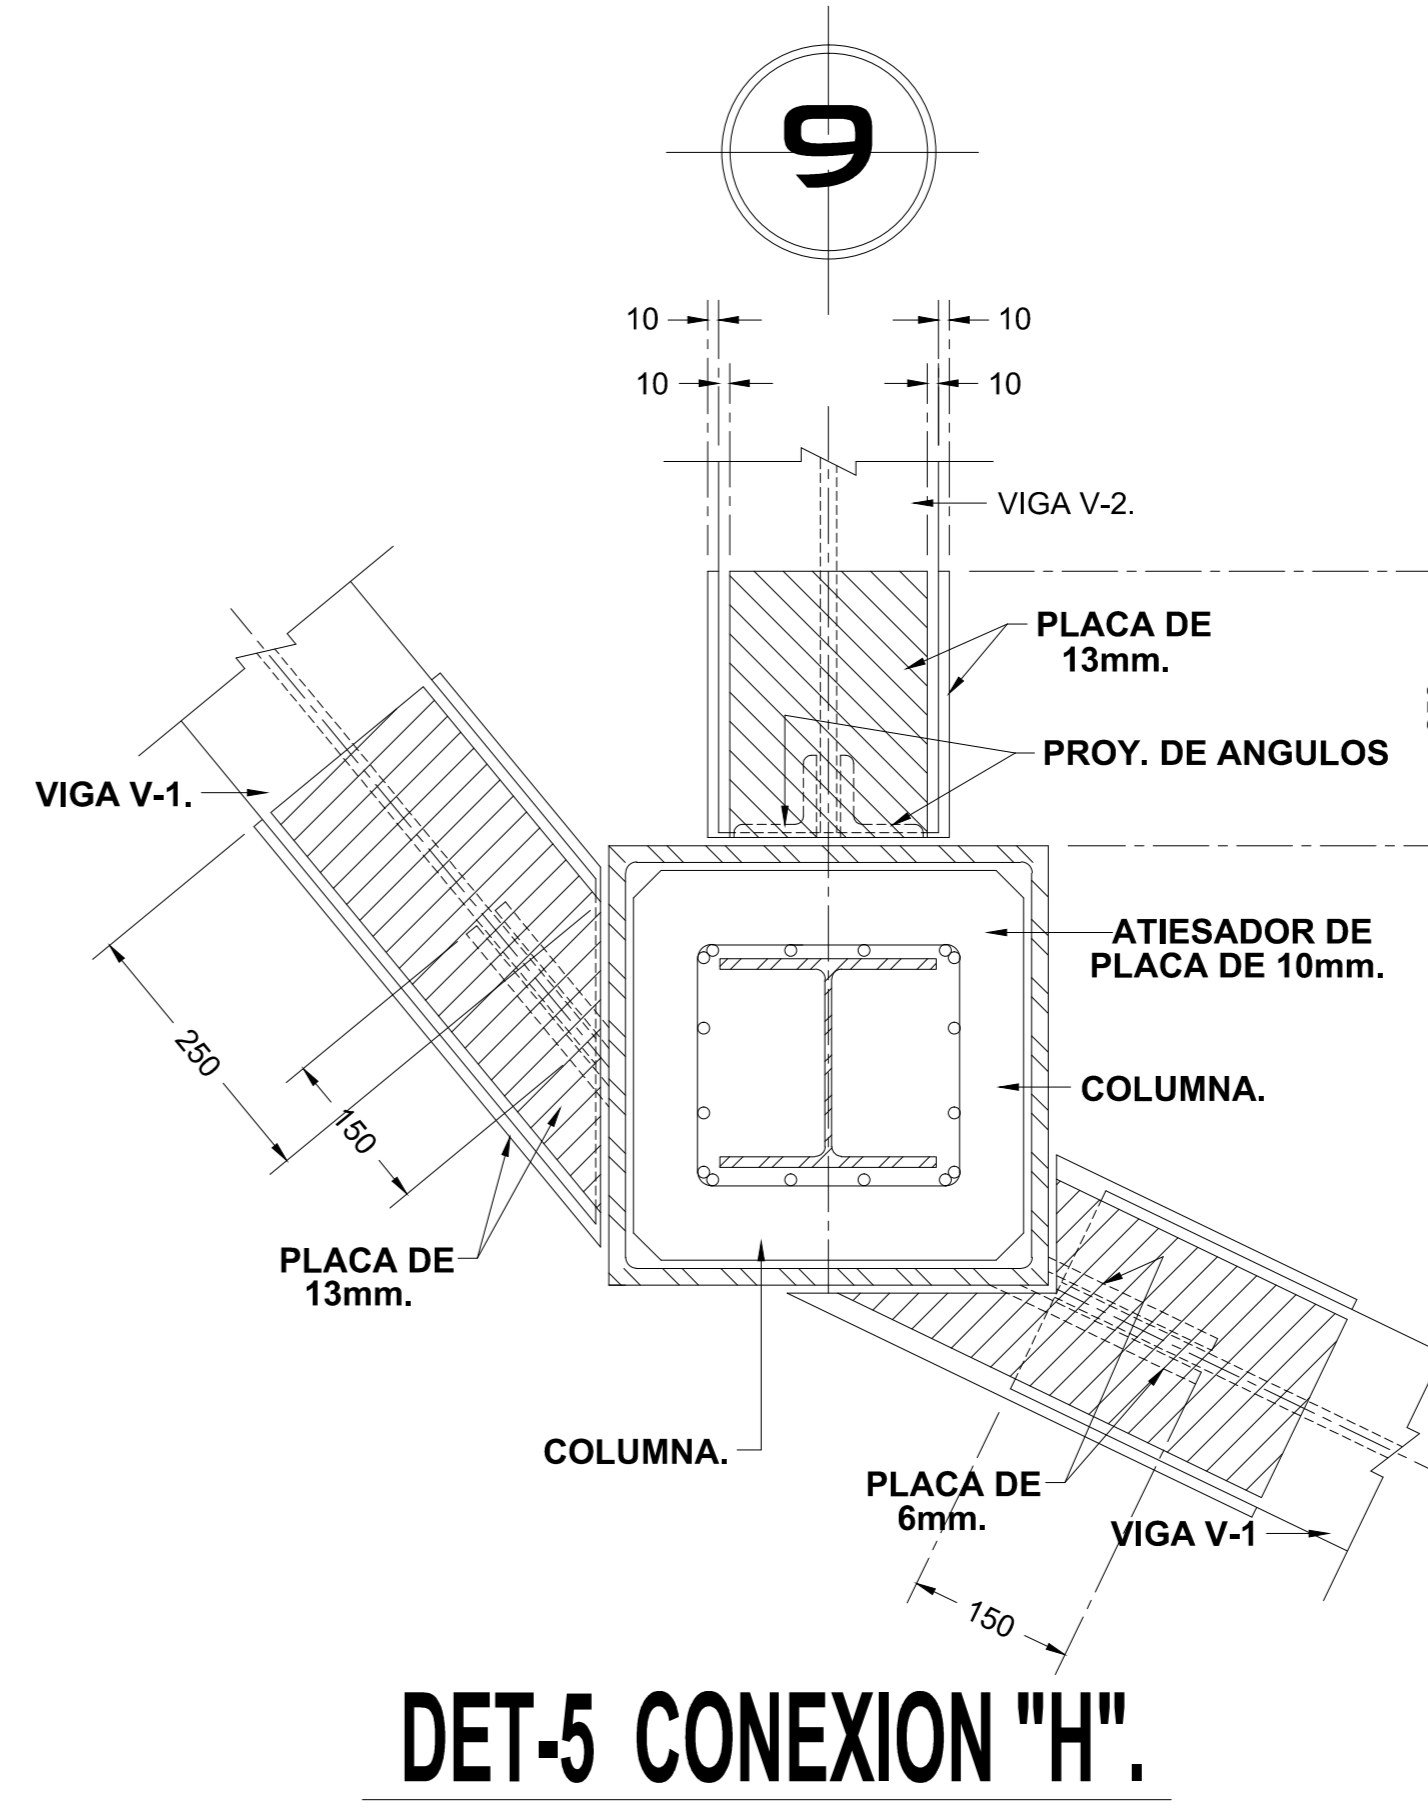 9
10
10
10
10
VIGA V-2.
PLACA DE
13mm.
PROY. DE ANGULOS
VIGA V-1.
ATIESADOR DE
PLACA DE 10mm.
250
COLUMNA.
150
PLACA DE
13mm.
COLUMNA.
PLACA DE
6mm.
VIGA V-1
150
DET-5 CONEXION "H".